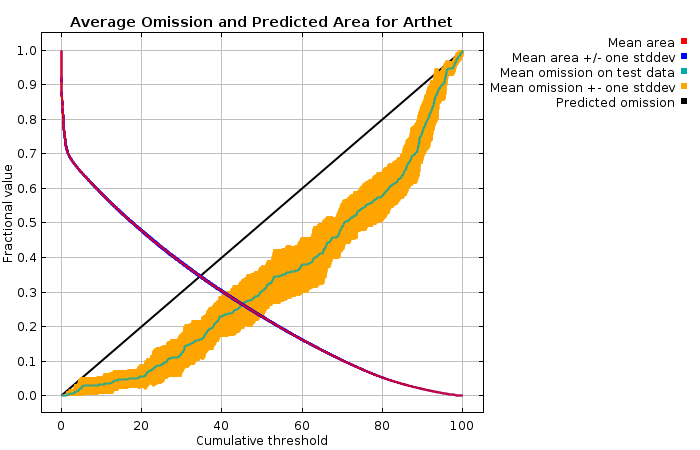 Average Omission and Predicted Area for Arthet
Mean area
Mean area +/- one stddev
Mean omission on test data
Mean omission +- one stddev
Predicted omission
Fractional value
1.0
0.9
0.8
0.7
0.6
0.5
0.4
0.3
0.2
0.1
0.0
0 20 40 60 80 100
Cumulative threshold